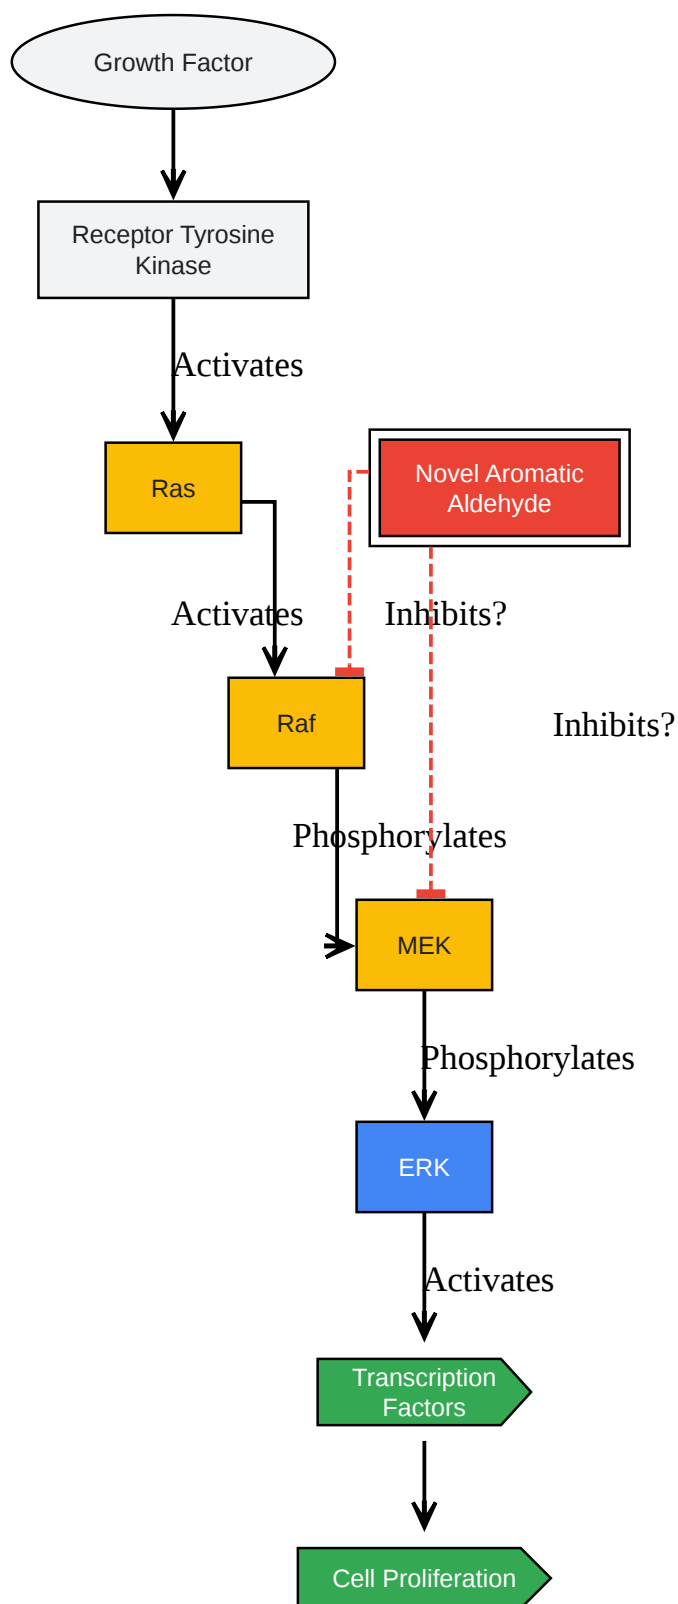 Growth Factor
Receptor Tyrosine
Kinase
Activates
Ras
Novel Aromatic
Aldehyde
Activates
Inhibits?
Raf
Inhibits?
Phosphorylates
MEK
Phosphorylates
ERK
Activates
Transcription
Factors
Cell Proliferation